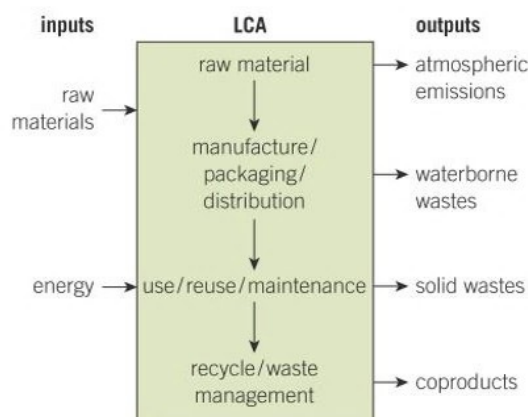 inputs
LCA
outputs
raw
materials
energy
raw material
manufacture/
packaging/
distribution
use/reuse/maintenance
recycle/waste
management
atmospheric
emissions
waterborne
wastes
solid wastes
coproducts